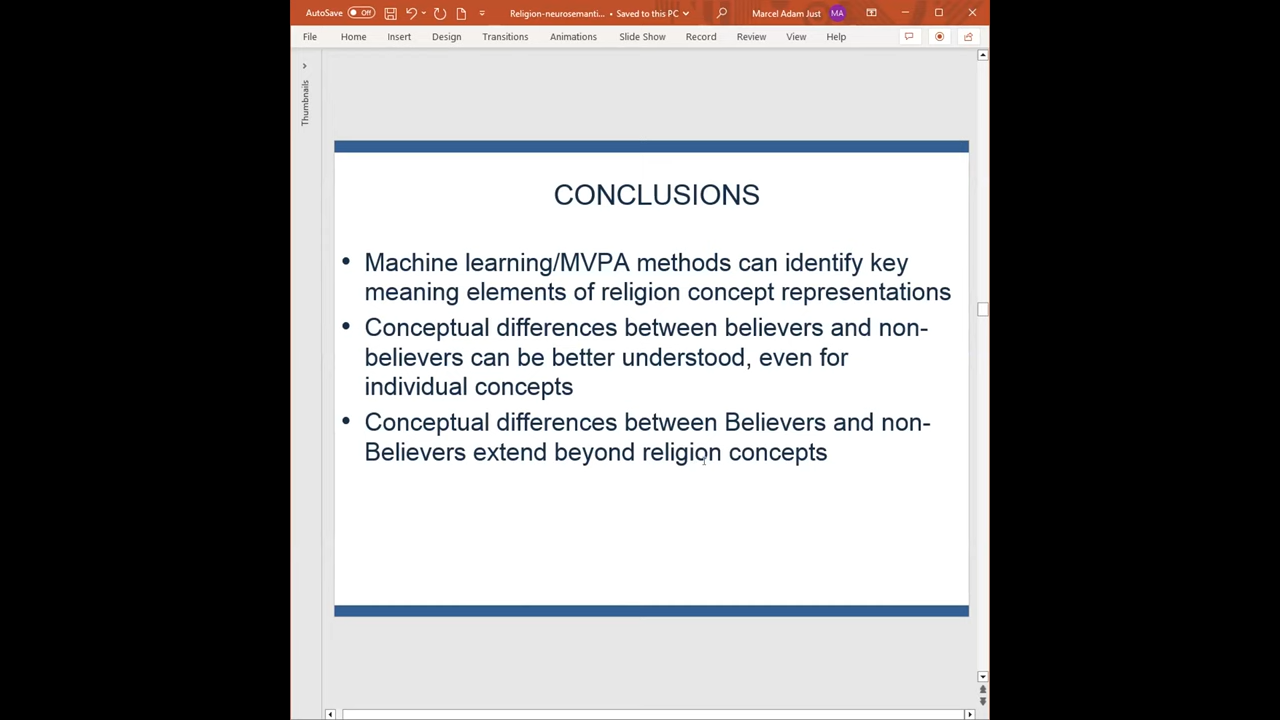 AutoSave Off Religion-neurosemanti... • Saved to this PC Marcel Adam Just MA
File Home Insert Design Transitions Animations Slide Show Record Review View Help
Thumbnails
CONCLUSIONS
• Machine learning/MVPA methods can identify key
meaning elements of religion concept representations
• Conceptual differences between believers and non-
believers can be better understood, even for
individual concepts
• Conceptual differences between Believers and non-
Believers extend beyond religion concepts